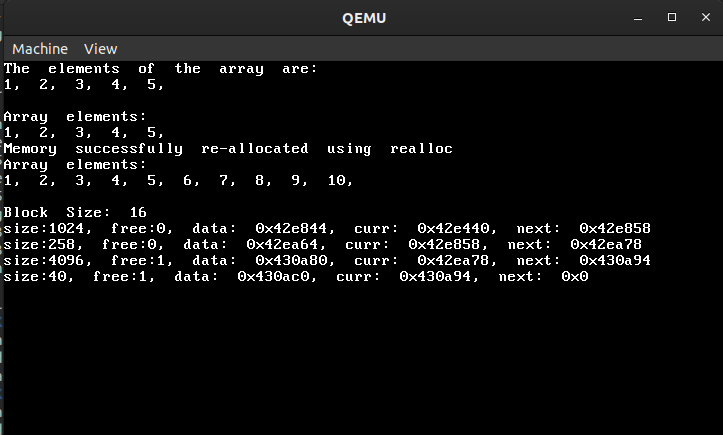 QEMU
Machine View
The elements of the array are:
1, 2, 3, 4, 5,
Array elements:
1, 2, 3, 4, 5,
Memory successfully re-allocated using realloc
Array elements:
1, 2, 3, 4, 5, 6, 7, 8, 9, 10,
Block Size: 16
size:1024, free:0, data: 0x42e844, curr: 0x42e440, next: 0x42e858
size:258, free:0, data: 0x42ea64, curr: 0x42e858, next: 0x42ea78
size:4096, free:1, data: 0x430a80, curr: 0x42ea78, next: 0x430a94
size:40, free:1, data: 0x430ac0, curr: 0x430a94, next: 0x0